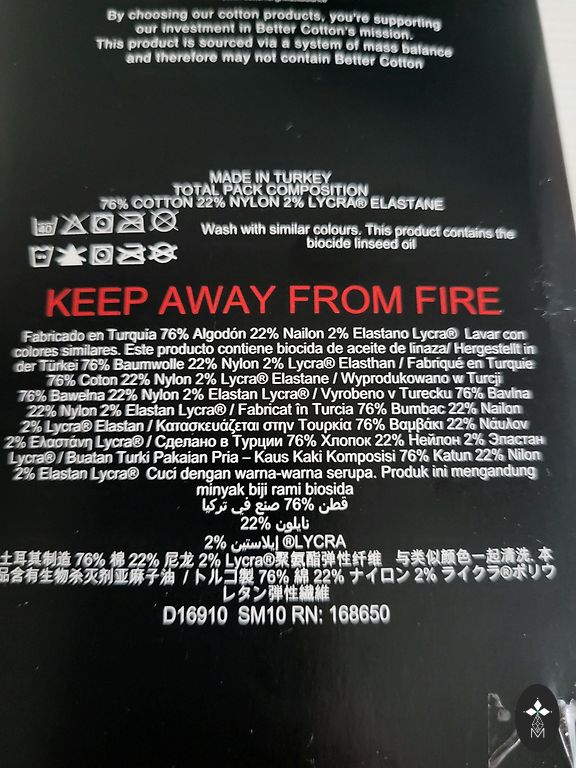 By choosing our cotton products, you're supporting
our investment in Better Cotton's mission.
This product is sourced via a system of mass balance
and therefore may not contain Better Cotton
MADE IN TURKEY
TOTAL PACK COMPOSITION
76% COTTON 22% NYLON 2% LYCRA® ELASTANE
40
Wash with similar colours. This product contains the
biocide linseed oil
KEEP AWAY FROM FIRE
Fabricado en Turquia 76% Algodón 22% Nailon 2% Elastano Lycra® Lavar con
colores similares. Este producto contiene biocida de aceite de linaza/ Hergestellt in
der Türkei 76% Baumwolle 22% Nylon 2% Lycra® Elasthan / Fabriqué en Turquie
76% Coton 22% Nylon 2% Lycra® Elastane / Wyprodukowano w Turcji
76% Bawełna 22% Nylon 2% Elastan Lycra® / Vyrobeno v Turecku 76% Bavlna
22% Nylon 2% Elastan Lycra® / Fabricat în Turcia 76% Bumbac 22% Nailon
2% Lycra® Elastan / Κατασκευάζεται στην Τουρκία 76% Βαμβάκι 22% Νάυλον
2% Ελαστάνη Lycra® / Сделано в Турции 76% Хлопок 22% Нейлон 2% Эластан
Lycra® / Buatan Turki Pakaian Pria – Kaus Kaki Komposisi 76% Katun 22% Nilon
2% Elastan Lycra® Cuci dengan warna-warna serupa. Produk ini mengandung
minyak biji rami biosida
قطن %76 صنع في تركيا
نايلون %22
LYCRA® إيلاستين %2
土耳其制造 76% 棉 22% 尼龙 2% Lycra®聚氨酯弹性纤维 与类似颜色一起清洗. 本
品含有生物杀灭剂亚麻子油 / トルコ製 76% 綿 22% ナイロン 2% ライクラ®ポリウ
レタン弾性繊維
D16910 SM10 RN: 168650